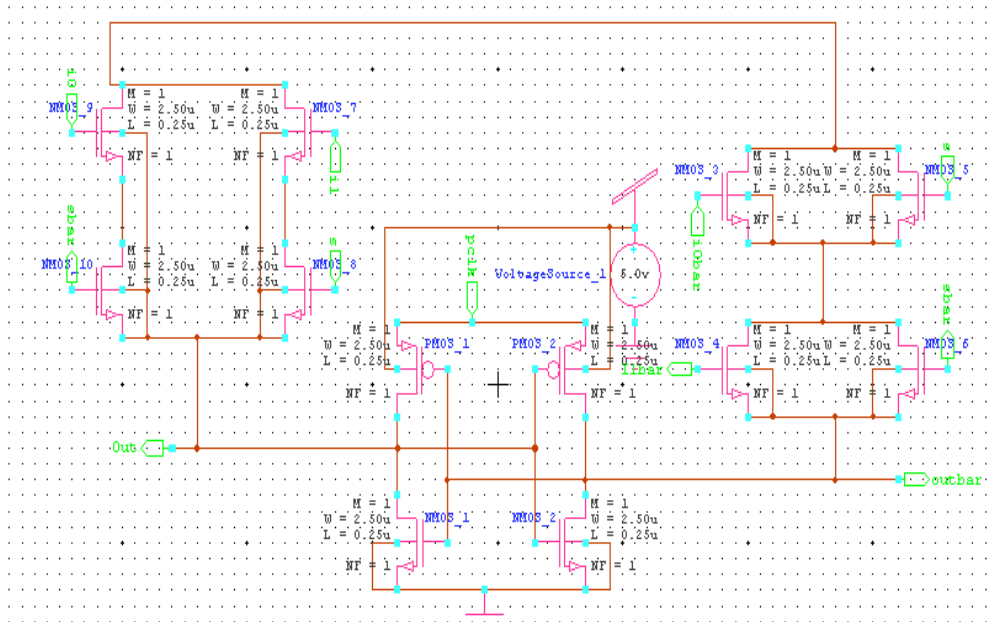 i0
NMOS_9
M = 1
W = 2.50u
L = 0.25u
NF = 1
M = 1
W = 2.50u
L = 0.25u
NF = 1
NMOS_7
i1
sbar
NMOS_10
M = 1
W = 2.50u
L = 0.25u
NF = 1
M = 1
W = 2.50u
L = 0.25u
NF = 1
s
NMOS_8
NMOS_3
i0bar
M = 1
W = 2.50u
L = 0.25u
NF = 1
M = 1
W = 2.50u
L = 0.25u
NF = 1
s
NMOS_5
pclk
VoltageSource_1
5.0v
M = 1
W = 2.50u
L = 0.25u
NF = 1
PMOS_1
PMOS_2
M = 1
W = 2.50u
L = 0.25u
NF = 1
i1bar
NMOS_4
M = 1
W = 2.50u
L = 0.25u
NF = 1
M = 1
W = 2.50u
L = 0.25u
NF = 1
sbar
NMOS_6
Out
outbar
M = 1
W = 2.50u
L = 0.25u
NF = 1
NMOS_1
NMOS_2
M = 1
W = 2.50u
L = 0.25u
NF = 1